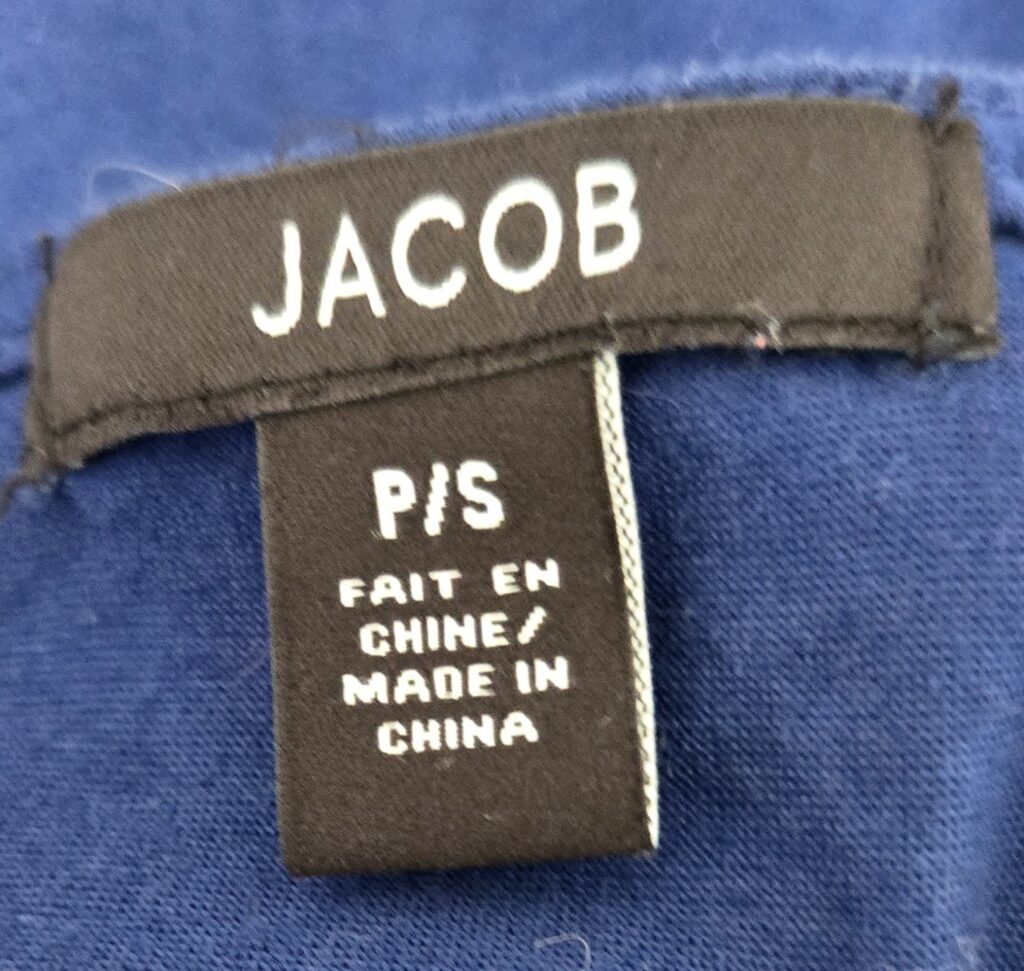 JACOB
P/S
FAIT EN
CHINE/
MADE IN
CHINA